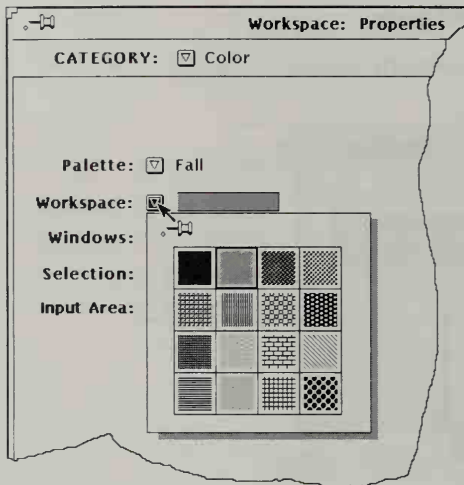 Workspace: Properties
CATEGORY: Color
Palette: Fall
Workspace:
Windows:
Selection:
Input Area: